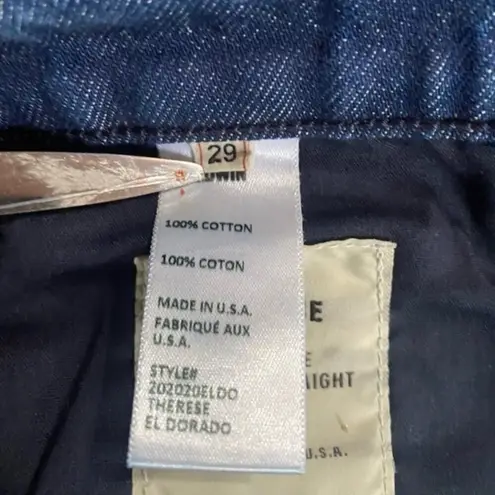 29
100% COTTON
100% COTON
MADE IN U.S.A.
FABRIQUÉ AUX
U.S.A.
STYLE#
202020ELDO
THERESE
EL DORADO
E
E
AIGHT
U.S.A.